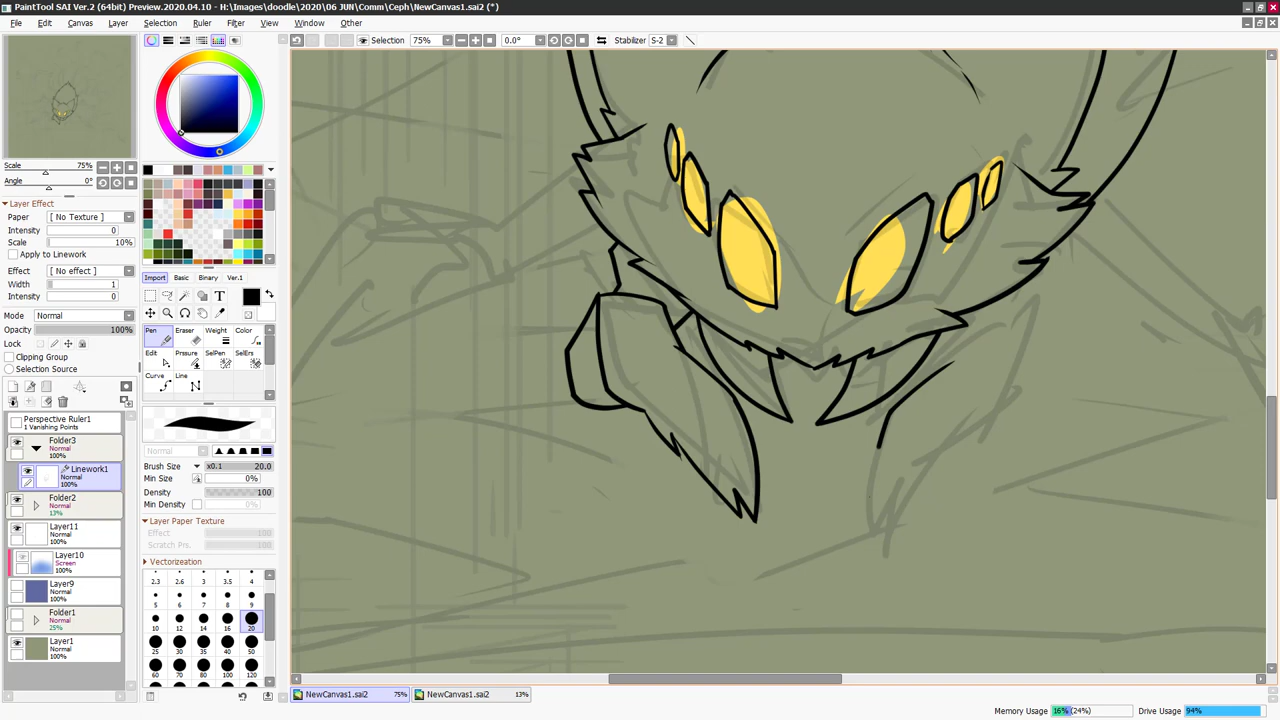 PaintTool SAI Ver.2 (64bit) Preview.2020.04.10 - H:\Images\doodle\2020\06 JUN\Comm\Ceph\NewCanvas1.sai2 (*)
File Edit Canvas Layer Selection Ruler Filter View Window Other
Selection 75% 0.0° Stabilizer S-2
Scale 75%
Angle 0°
Layer Effect
Paper [ No Texture ]
Intensity 0
Scale 10%
Apply to Linework
Effect [ No effect ]
Width 1
Intensity 0
Mode Normal
Opacity 100%
Lock
Clipping Group
Selection Source
Perspective Ruler1
1 Vanishing Points
Folder3
Normal
100%
Linework1
Normal
100%
Folder2
Normal
13%
Layer11
Normal
100%
Layer10
Screen
100%
Layer9
Normal
100%
Folder1
Normal
25%
Layer1
Normal
100%
Import Basic Binary Ver.1
T
Pen Eraser Weight Color
Edit Prssure SelPen SelErs
Curve Line
Normal
Brush Size x0.1 20.0
Min Size 0%
Density 100
Min Density 0%
Layer Paper Texture
Effect 100
Scratch Prs. 100
Vectorizeation
2.3 2.6 3 3.5 4
5 6 7 8 9
10 12 14 16 20
25 30 35 40 50
60 70 80 100 120
NewCanvas1.sai2 75% NewCanvas1.sai2 13%
Memory Usage 16% (24%) Drive Usage 94%